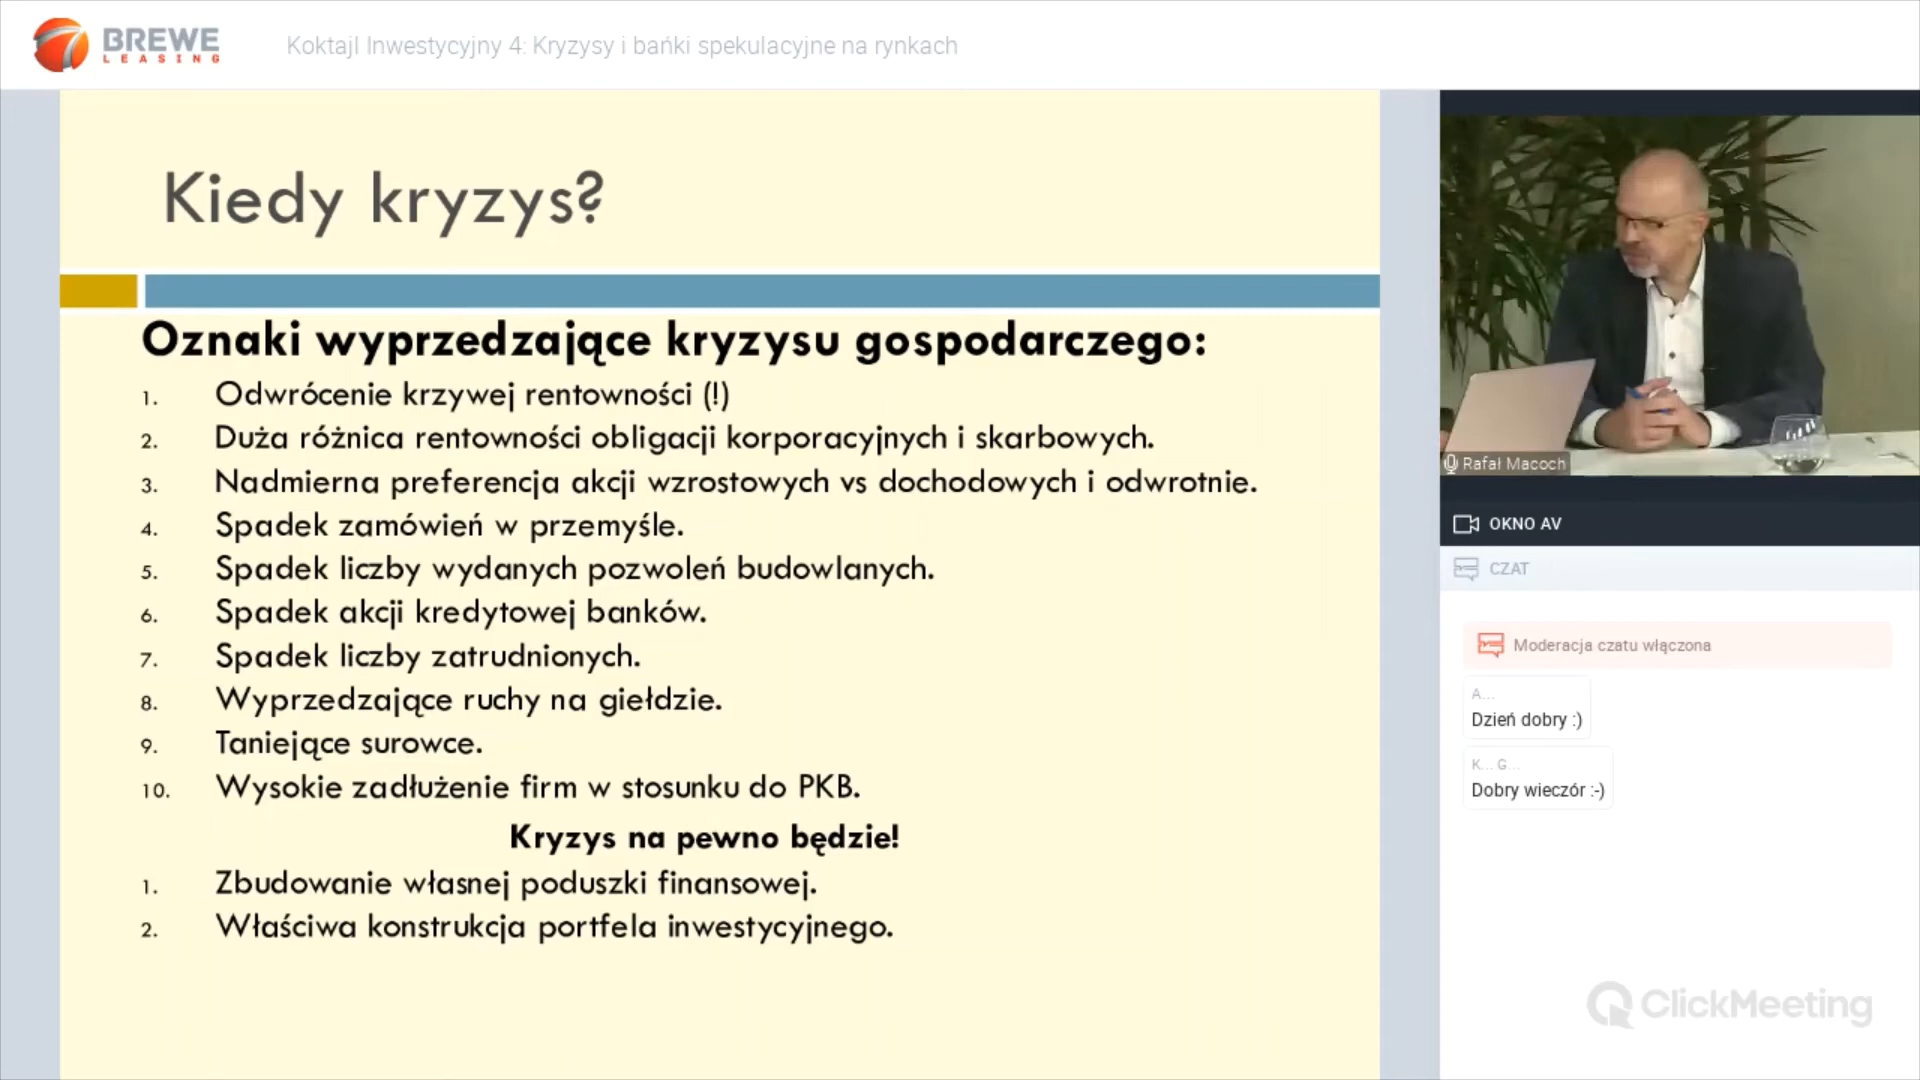 BREWE
LEASING
Koktajl Inwestycyjny 4: Kryzysy i bańki spekulacyjne na rynkach
Kiedy kryzys?
Oznaki wyprzedzające kryzysu gospodarczego:
1. Odwrócenie krzywej rentowności (!)
2. Duża różnica rentowności obligacji korporacyjnych i skarbowych.
3. Nadmierna preferencja akcji wzrostowych vs dochodowych i odwrotnie.
4. Spadek zamówień w przemyśle.
5. Spadek liczby wydanych pozwoleń budowlanych.
6. Spadek akcji kredytowej banków.
7. Spadek liczby zatrudnionych.
8. Wyprzedzające ruchy na giełdzie.
9. Taniejące surowce.
10. Wysokie zadłużenie firm w stosunku do PKB.
Kryzys na pewno będzie!
1. Zbudowanie własnej poduszki finansowej.
2. Właściwa konstrukcja portfela inwestycyjnego.
Rafał Macoch
OKNO AV
CZAT
Moderacja czatu włączona
A...
Dzień dobry :)
K... G...
Dobry wieczór :-)
ClickMeeting